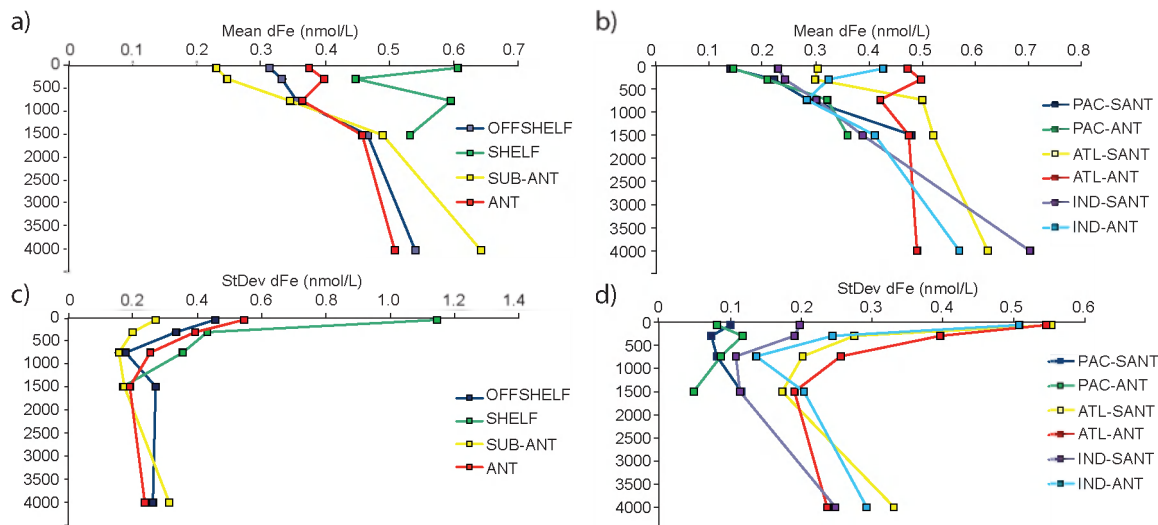 a)
Mean dFe (nmol/L)
0 0.1 0.2 0.3 0.4 0.5 0.6 0.7
0
500
1000
1500
2000
2500
3000
3500
4000
OFFSHELF
SHELF
SUB-ANT
ANT
b)
Mean dFe (nmol/L)
0 0.1 0.2 0.3 0.4 0.5 0.6 0.7 0.8
0
500
1000
1500
2000
2500
3000
3500
4000
PAC-SANT
PAC-ANT
ATL-SANT
ATL-ANT
IND-SANT
IND-ANT
c)
StDev dFe (nmol/L)
0 0.2 0.4 0.6 0.8 1.0 1.2 1.4
0
500
1000
1500
2000
2500
3000
3500
4000
OFFSHELF
SHELF
SUB-ANT
ANT
d)
StDev dFe (nmol/L)
0 0.1 0.2 0.3 0.4 0.5 0.6
0
500
1000
1500
2000
2500
3000
3500
4000
PAC-SANT
PAC-ANT
ATL-SANT
ATL-ANT
IND-SANT
IND-ANT